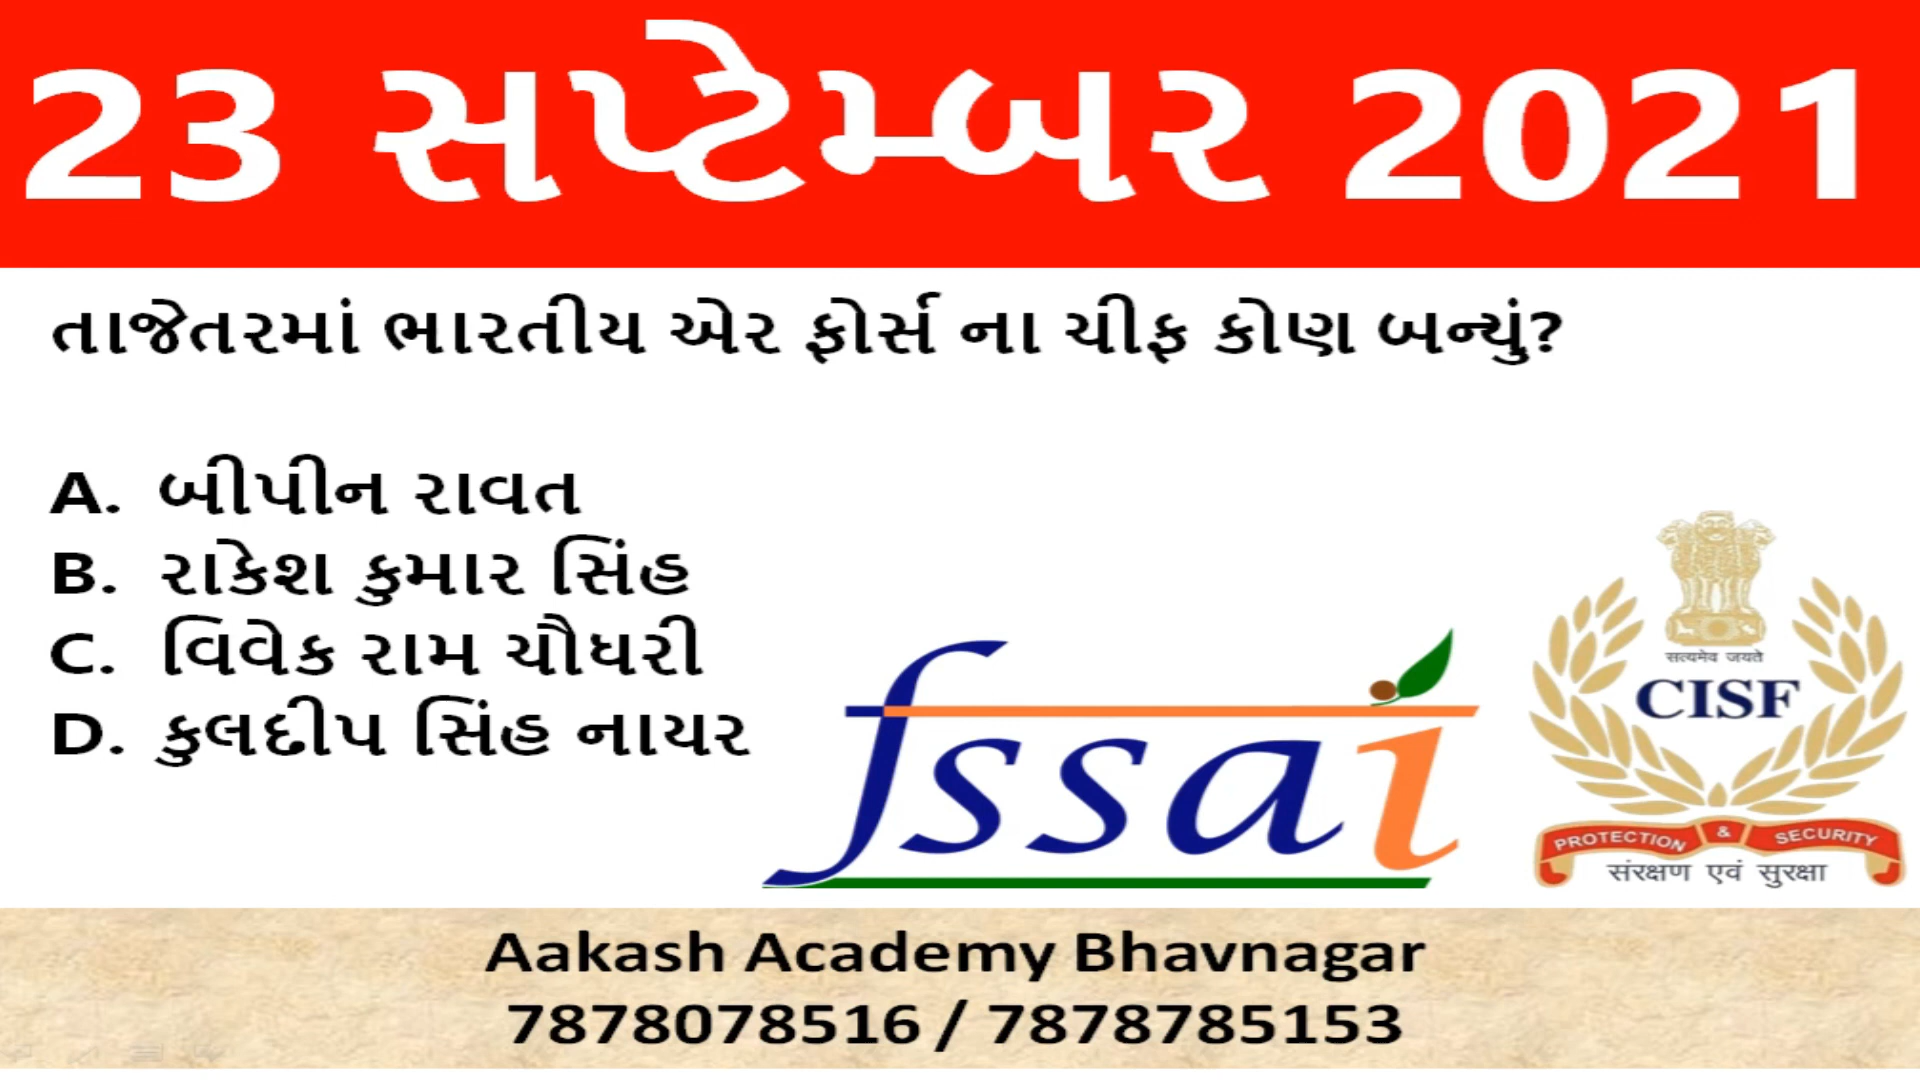 23 સપ્ટેમ્બર 2021
તાજેતરમાં ભારતીય એર ફોર્સ ના ચીફ કોણ બન્યું?
A. બીપીન રાવત
B. રાકેશ કુમાર સિંહ
C. વિવેક રામ ચૌધરી
D. કુલદીપ સિંહ નાયર
fssai
सत्यमेव जयते
CISF
PROTECTION & SECURITY
संरक्षण एवं सुरक्षा
Aakash Academy Bhavnagar
7878078516 / 7878785153